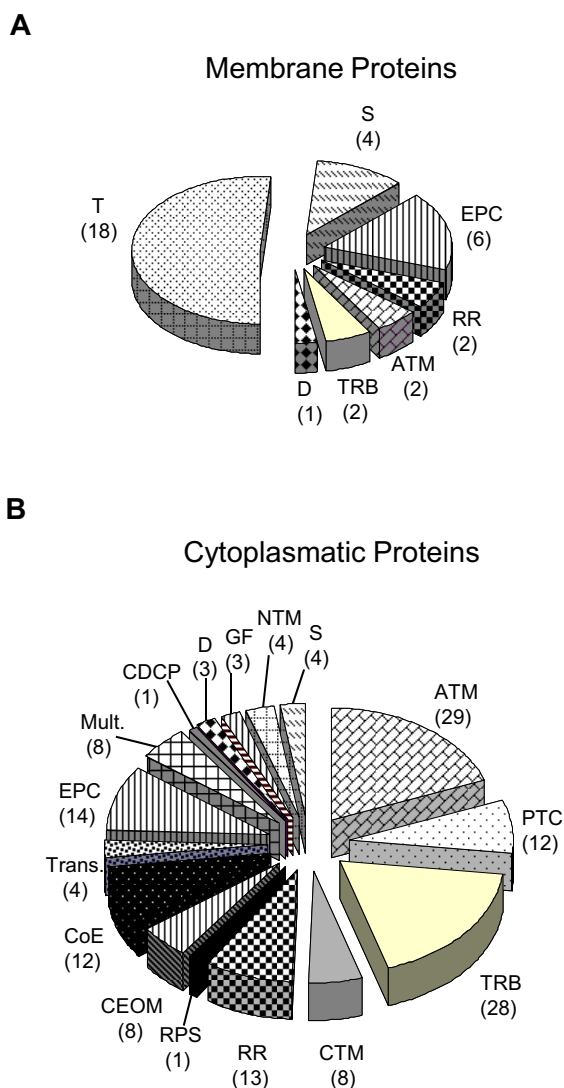 A
Membrane Proteins
S
(4)
T
(18)
EPC
(6)
RR
(2)
ATM
(2)
TRB
(2)
D
(1)
B
Cytoplasmatic Proteins
NTM
(4)
S
(4)
GF
(3)
D
(3)
CDCP
(1)
ATM
(29)
Mult.
(8)
EPC
(14)
PTC
(12)
Trans.
(4)
CoE
(12)
TRB
(28)
CEOM
(8)
RPS
(1)
RR
(13)
CTM
(8)